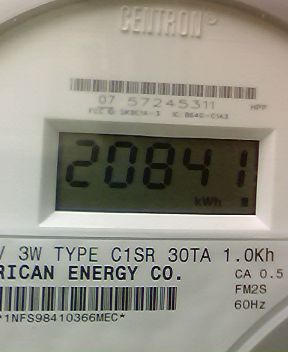 CENTRON
07 57245311
HPP
20841
kWh
V 3W TYPE C1SR 30TA 1.0Kh
RICAN ENERGY CO.
CA 0.5
FM2S
60Hz
*1NFS98410366MEC*